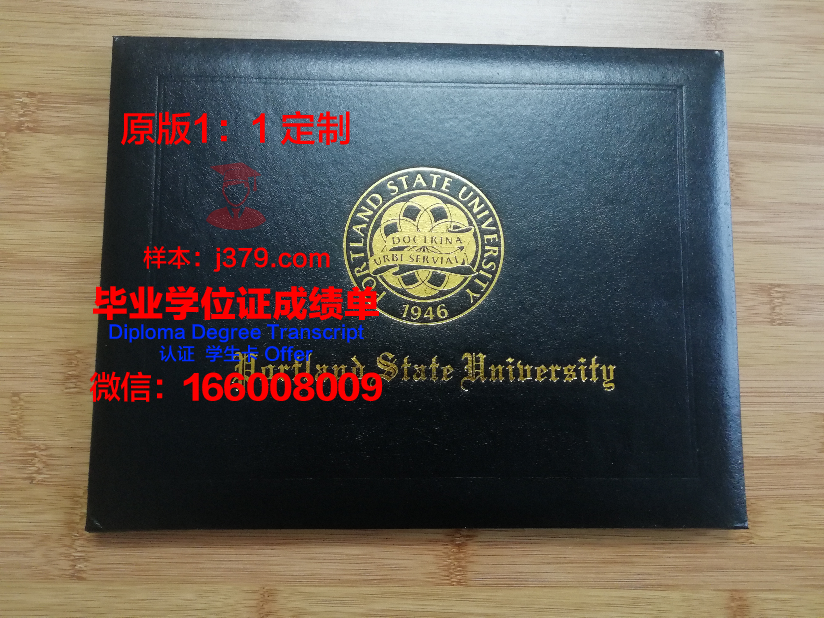 原版1：1 定制
样本：j379.com
毕业学位证成绩单
Diploma Degree Transcript
认证 学生卡 Offer
微信：166008009
PORTLAND STATE UNIVERSITY
DOCTRINA
URBI SERVIAT
1946
Portland State University